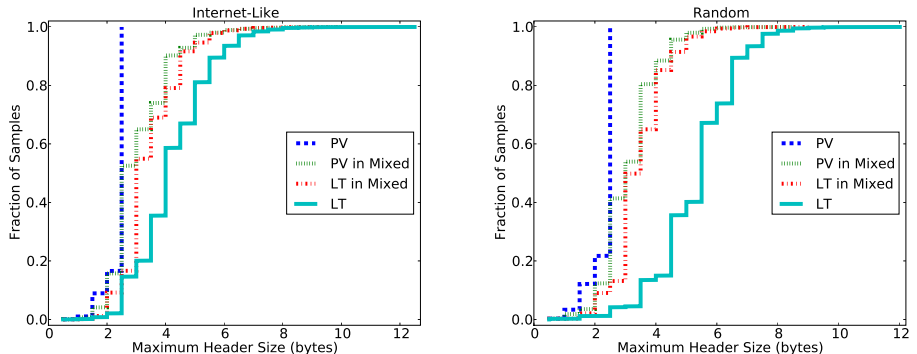 Internet-Like
1.0
0.8
0.6
0.4
0.2
0.0
Fraction of Samples
PV
PV in Mixed
LT in Mixed
LT
0 2 4 6 8 10 12
Maximum Header Size (bytes)
Random
1.0
0.8
0.6
0.4
0.2
0.0
Fraction of Samples
PV
PV in Mixed
LT in Mixed
LT
0 2 4 6 8 10 12
Maximum Header Size (bytes)